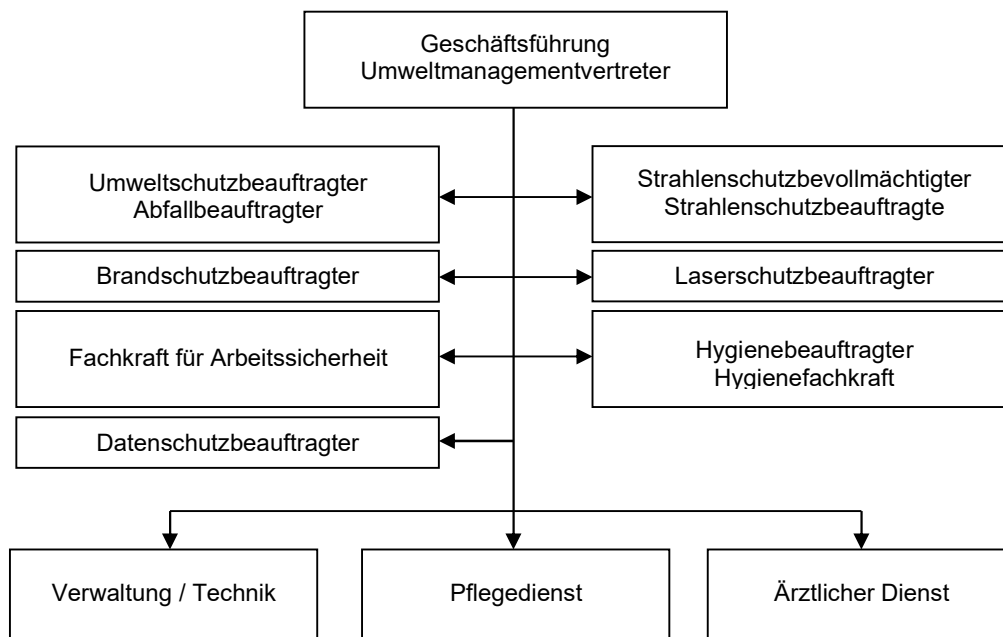 Geschäftsführung
Umweltmanagementvertreter
Umweltschutzbeauftragter
Abfallbeauftragter
Strahlenschutzbevollmächtigter
Strahlenschutzbeauftragte
Brandschutzbeauftragter
Laserschutzbeauftragter
Fachkraft für Arbeitssicherheit
Hygienebeauftragter
Hygienefachkraft
Datenschutzbeauftragter
Verwaltung / Technik
Pflegedienst
Ärztlicher Dienst